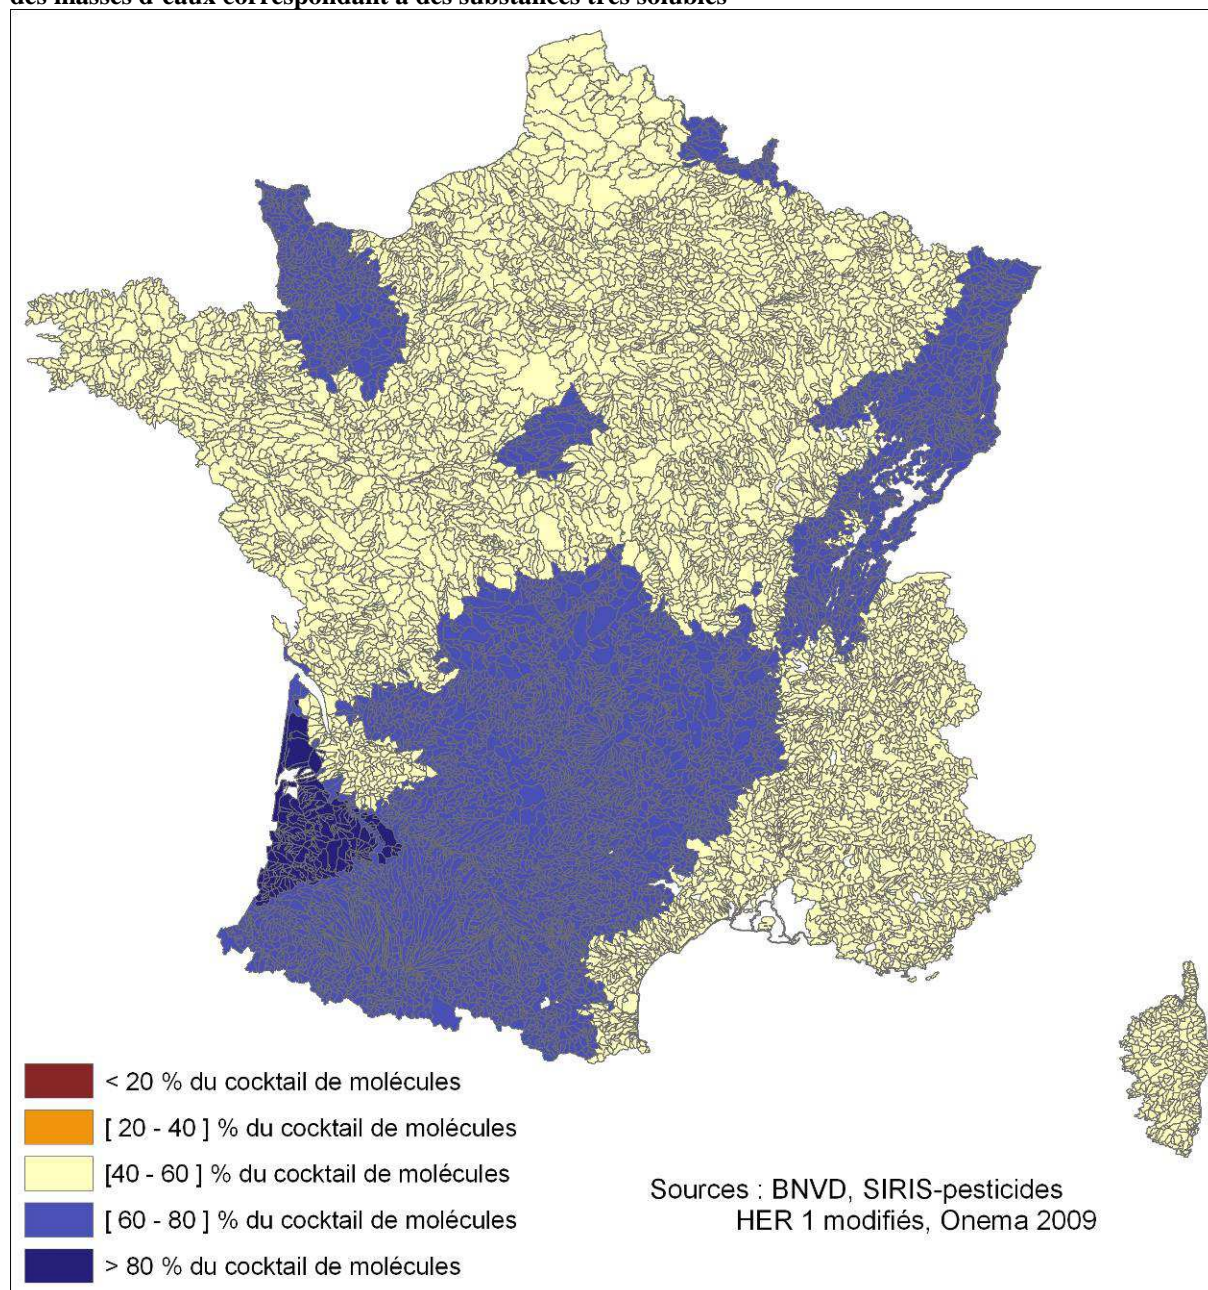 des masses d'eaux correspondant à des substances très solubles
< 20 % du cocktail de molécules
[ 20 - 40 ] % du cocktail de molécules
[40 - 60 ] % du cocktail de molécules
[ 60 - 80 ] % du cocktail de molécules
> 80 % du cocktail de molécules
Sources : BNVD, SIRIS-pesticides
HER 1 modifiés, Onema 2009